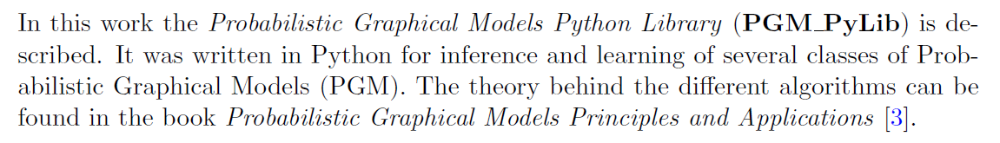 In this work the Probabilistic Graphical Models Python Library (PGM_PyLib) is de-
scribed. It was written in Python for inference and learning of several classes of Prob-
abilistic Graphical Models (PGM). The theory behind the different algorithms can be
found in the book Probabilistic Graphical Models Principles and Applications [3].